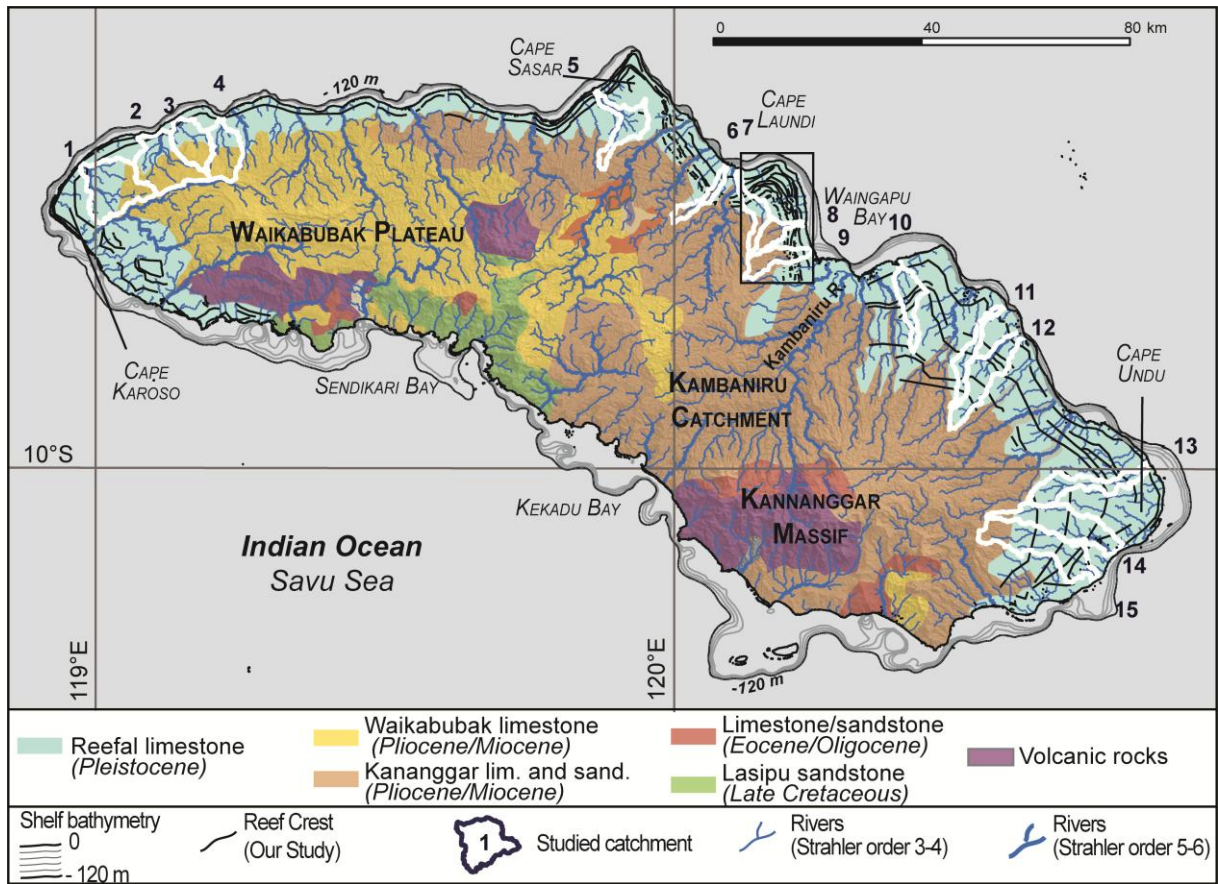 0 40 80 km
CAPE
SASAR
5
-120 m
4
3
2
1
6 7
CAPE
LAUNDI
WAINGAPU
BAY
8
9
10
11
12
WAIKABUBAK PLATEAU
Kambaniru R.
CAPE
KAROSO
SENDIKARI BAY
KAMBANIRU
CATCHMENT
CAPE
UNDU
13
10°S
KEKADU BAY
KANNANGGAR
MASSIF
Indian Ocean
Savu Sea
14
15
119°E
120°E
-120 m
Reefal limestone
(Pleistocene)
Waikabubak limestone
(Pliocene/Miocene)
Kananggar lim. and sand.
(Pliocene/Miocene)
Limestone/sandstone
(Eocene/Oligocene)
Lasipu sandstone
(Late Cretaceous)
Volcanic rocks
Shelf bathymetry
0
- 120 m
Reef Crest
(Our Study)
1
Studied catchment
Rivers
(Strahler order 3-4)
Rivers
(Strahler order 5-6)